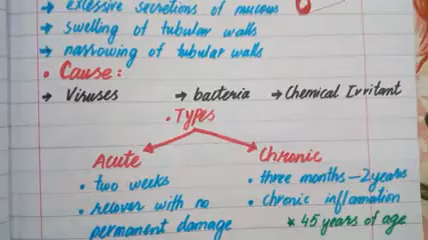 → excessive secretions of mucous
→ swelling of tubular walls
→ narrowing of tubular walls
• Cause:
→ Viruses → bacteria → Chemical Irritant
• Types
Acute Chronic
• two weeks • three months – 2 years
• recover with no • chronic inflamation
permanent damage * 45 years of age